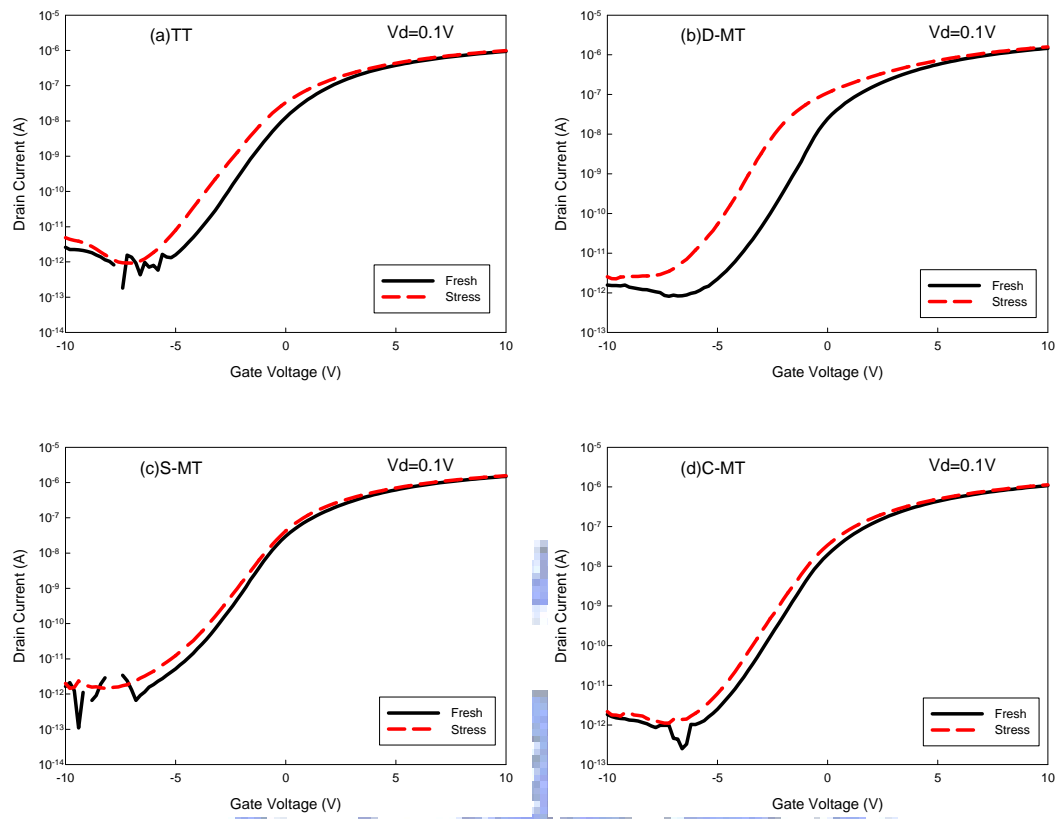 (a)TT
Vd=0.1V
Drain Current (A)
10-5
10-6
10-7
10-8
10-9
10-10
10-11
10-12
10-13
10-14
Fresh
Stress
-10 -5 0 5 10
Gate Voltage (V)
(b)D-MT
Vd=0.1V
Drain Current (A)
10-5
10-6
10-7
10-8
10-9
10-10
10-11
10-12
10-13
Fresh
Stress
-10 -5 0 5 10
Gate Voltage (V)
(c)S-MT
Vd=0.1V
Drain Current (A)
10-5
10-6
10-7
10-8
10-9
10-10
10-11
10-12
10-13
10-14
Fresh
Stress
-10 -5 0 5 10
Gate Voltage (V)
(d)C-MT
Vd=0.1V
Drain Current (A)
10-5
10-6
10-7
10-8
10-9
10-10
10-11
10-12
10-13
Fresh
Stress
-10 -5 0 5 10
Gate Voltage (V)